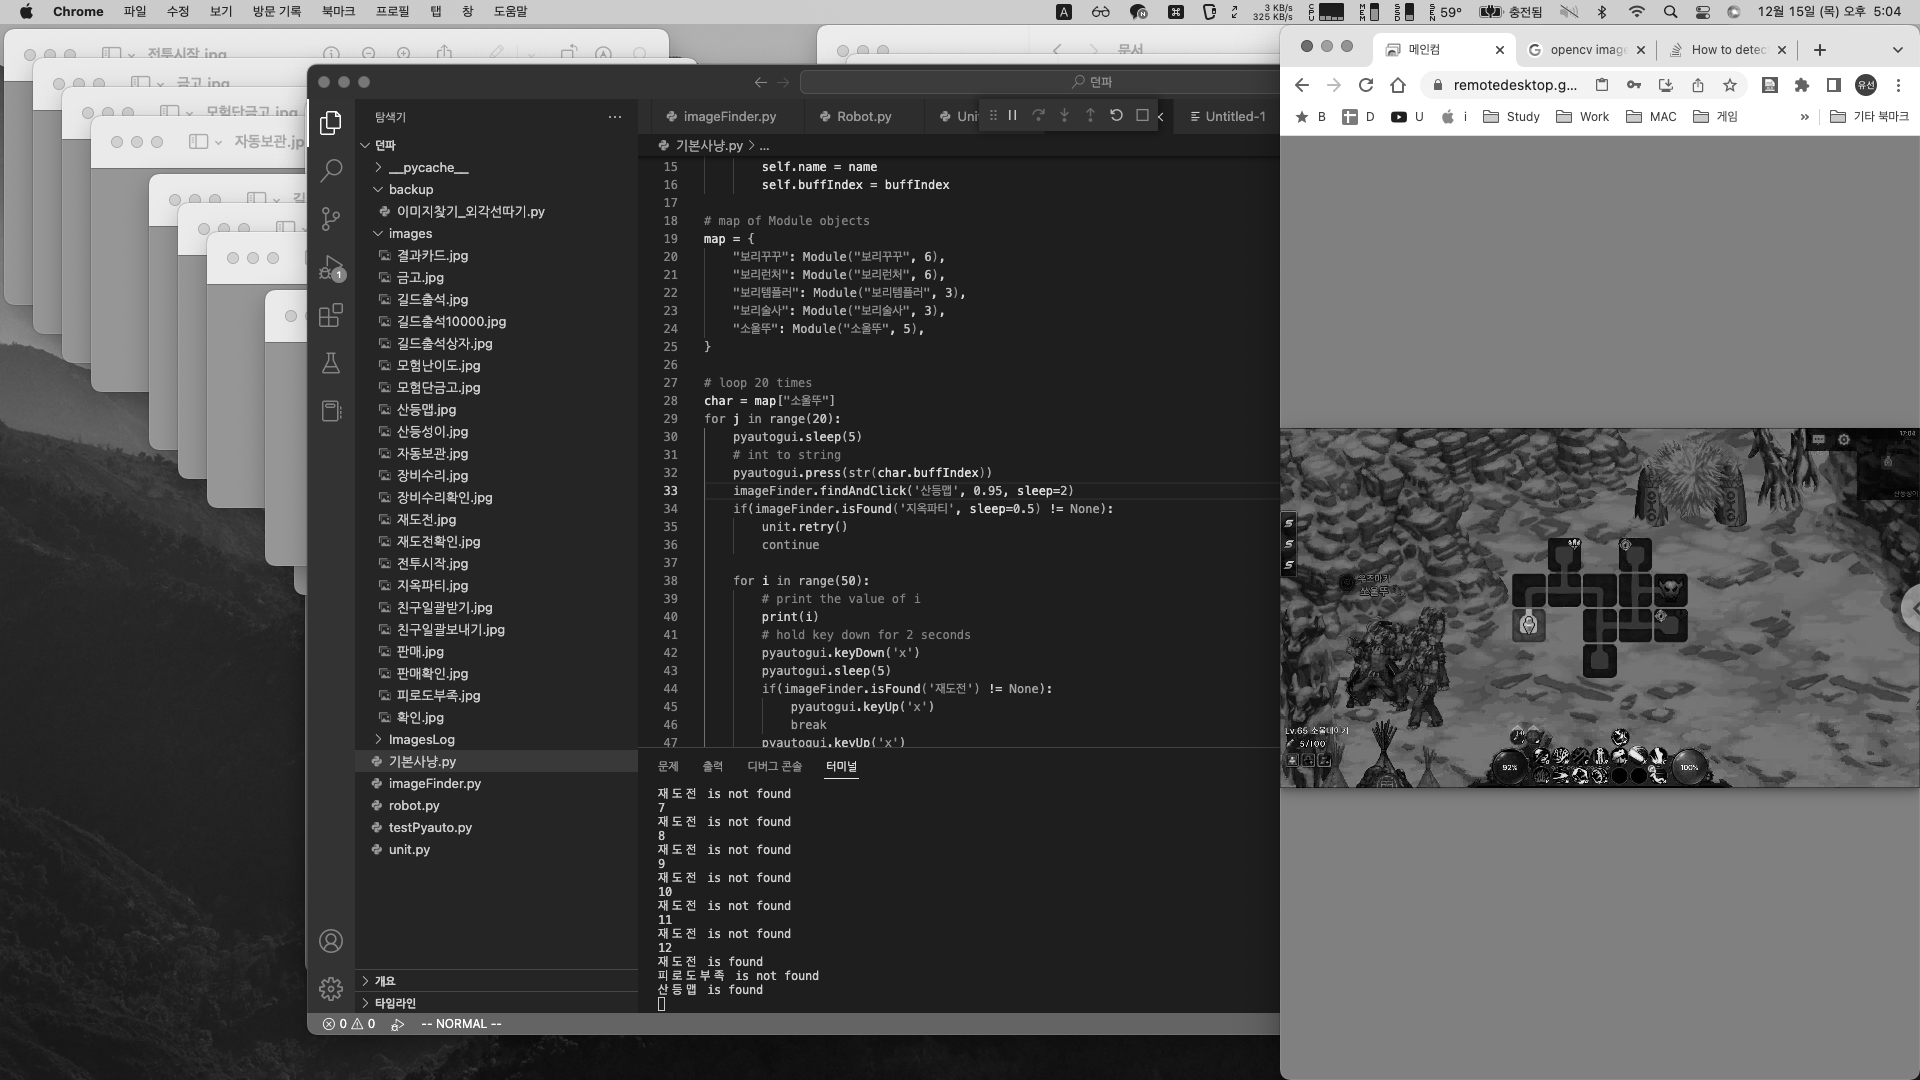 Chrome 파일 수정 보기 방문 기록 북마크 프로필 탭 창 도움말
A 3 KB/s 325 KB/s CPU MEM SSD SEN 59° 충전됨 12월 15일 (목) 오후 5:04
전투시작.jpg
금고.jpg
모험단금고.jpg
자동보관.jp
문서
던파
탐색기
던파
__pycache__
backup
이미지찾기_외각선따기.py
images
결과카드.jpg
금고.jpg
길드출석.jpg
길드출석10000.jpg
길드출석상자.jpg
모험난이도.jpg
모험단금고.jpg
산등맵.jpg
산등성이.jpg
자동보관.jpg
장비수리.jpg
장비수리확인.jpg
재도전.jpg
재도전확인.jpg
전투시작.jpg
지옥파티.jpg
친구일괄받기.jpg
친구일괄보내기.jpg
판매.jpg
판매확인.jpg
피로도부족.jpg
확인.jpg
ImagesLog
기본사냥.py
imageFinder.py
robot.py
testPyauto.py
unit.py
개요
타임라인
1
0 0 -- NORMAL --
imageFinder.py Robot.py Uni Untitled-1
기본사냥.py > ...
15 self.name = name
16 self.buffIndex = buffIndex
17
18 # map of Module objects
19 map = {
20 "보리꾸꾸": Module("보리꾸꾸", 6),
21 "보리런처": Module("보리런처", 6),
22 "보리템플러": Module("보리템플러", 3),
23 "보리술사": Module("보리술사", 3),
24 "소울뚜": Module("소울뚜", 5),
25 }
26
27 # loop 20 times
28 char = map["소울뚜"]
29 for j in range(20):
30 pyautogui.sleep(5)
31 # int to string
32 pyautogui.press(str(char.buffIndex))
33 imageFinder.findAndClick('산등맵', 0.95, sleep=2)
34 if(imageFinder.isFound('지옥파티', sleep=0.5) != None):
35 unit.retry()
36 continue
37
38 for i in range(50):
39 # print the value of i
40 print(i)
41 # hold key down for 2 seconds
42 pyautogui.keyDown('x')
43 pyautogui.sleep(5)
44 if(imageFinder.isFound('재도전') != None):
45 pyautogui.keyUp('x')
46 break
47 pyautogui.keyUp('x')
문제 출력 디버그 콘솔 터미널
재도전 is not found
7
재도전 is not found
8
재도전 is not found
9
재도전 is not found
10
재도전 is not found
11
재도전 is not found
12
재도전 is found
피로도부족 is not found
산등맵 is found
메인컴 opencv imag How to detec
remotedesktop.g... 유선
B D U i Study Work MAC 게임 » 기타 북마크
17:04
산등성이
Lv.65 소울테이커
5/100
92% 100%